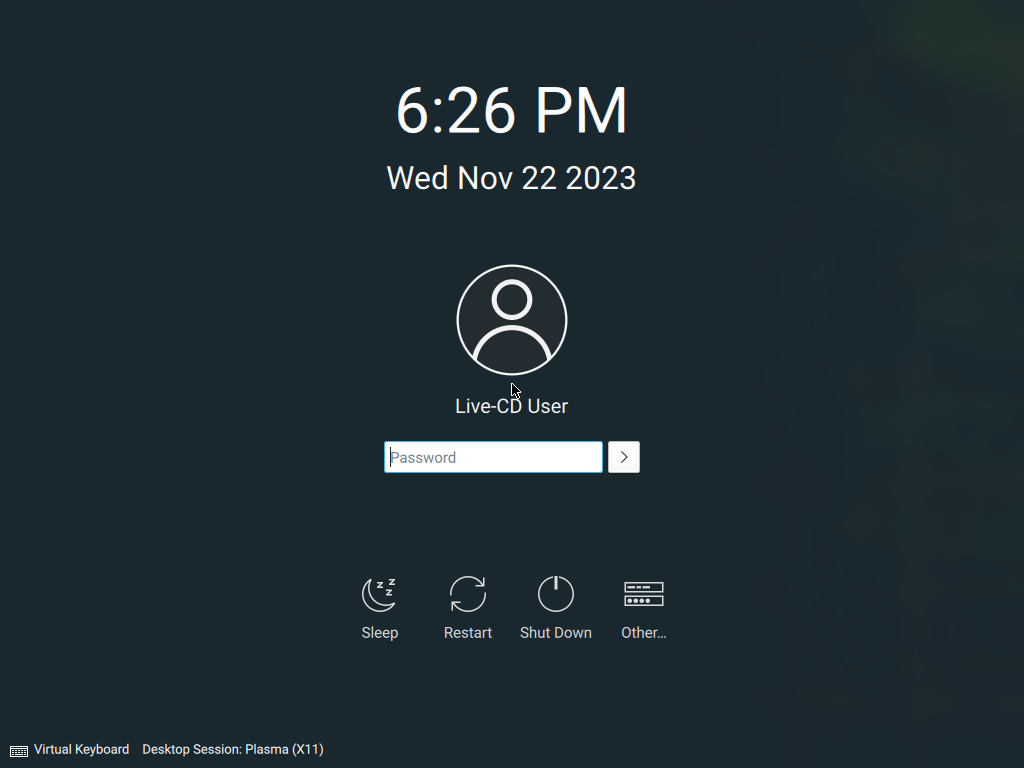 6:26 PM
Wed Nov 22 2023
Live-CD User
Password
Sleep Restart Shut Down Other...
Virtual Keyboard Desktop Session: Plasma (X11)